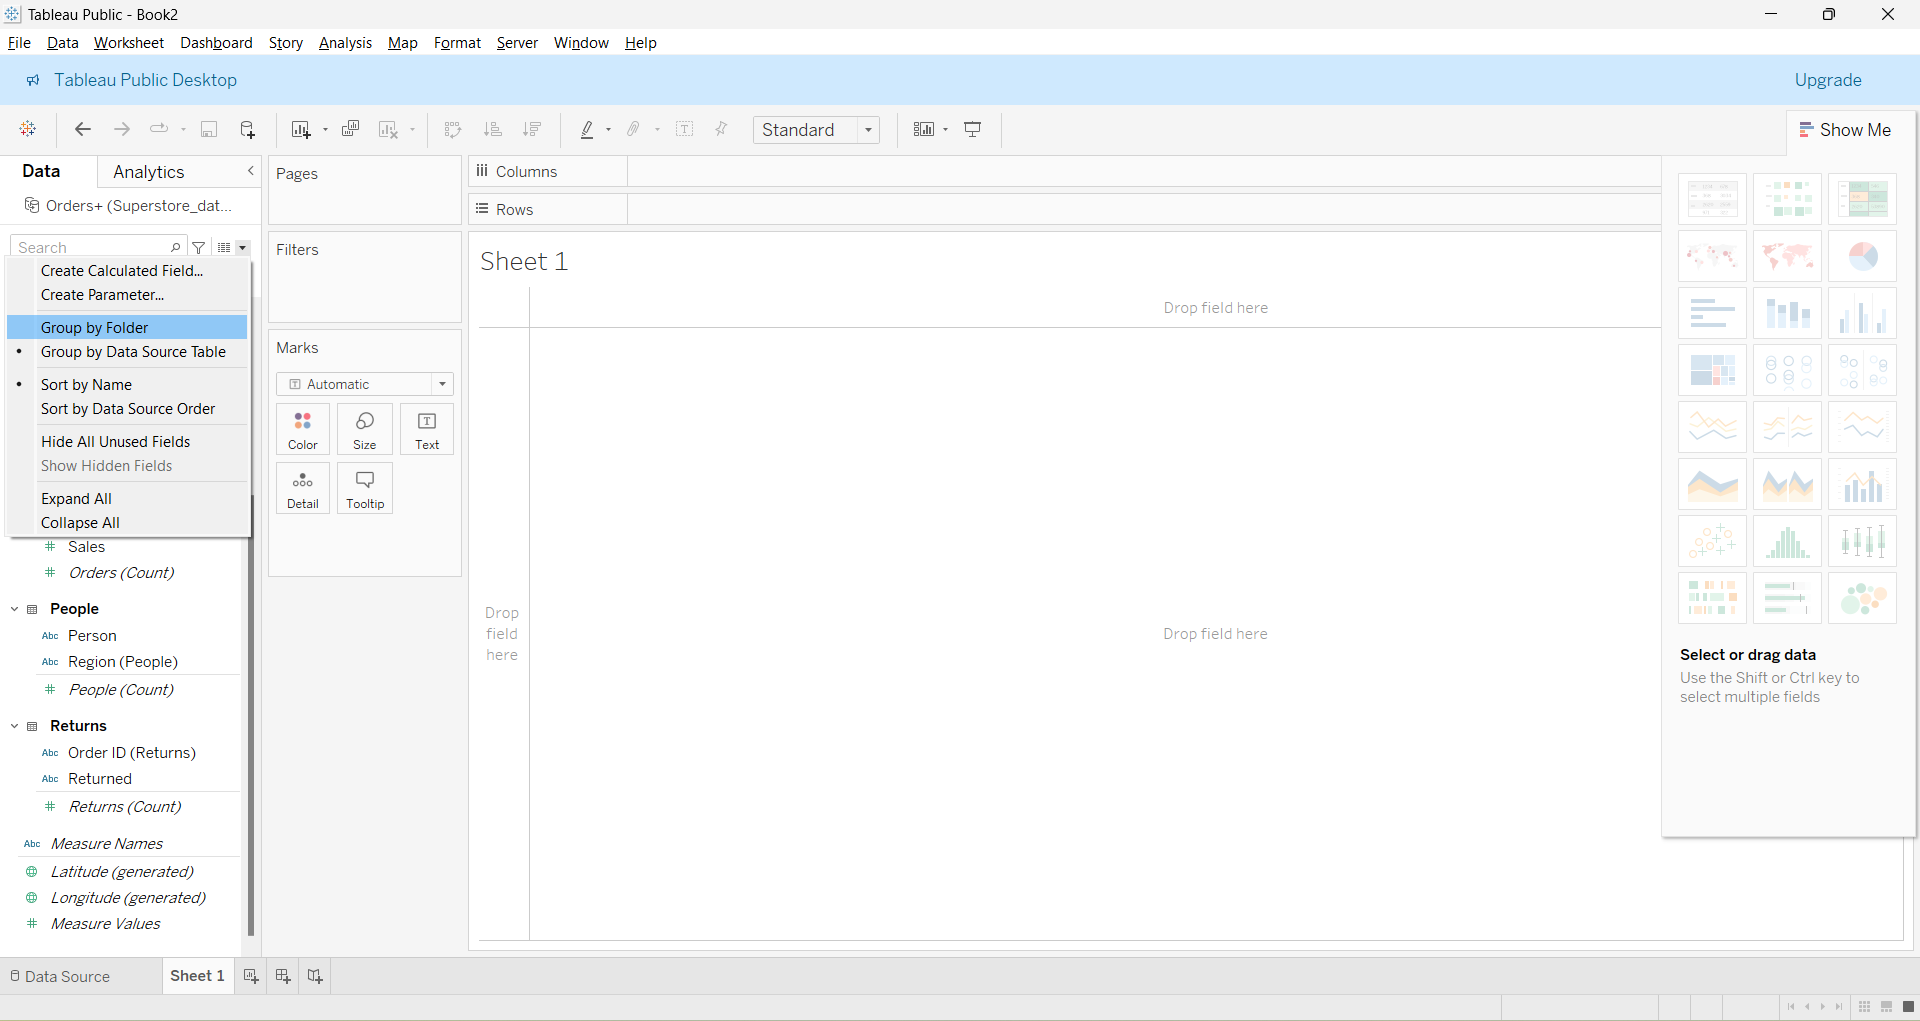 Tableau Public - Book2
File Data Worksheet Dashboard Story Analysis Map Format Server Window Help
Tableau Public Desktop
Upgrade
Standard
Show Me
Data
Analytics
Orders+ (Superstore_dat...
Search
Create Calculated Field...
Create Parameter...
Group by Folder
Group by Data Source Table
Sort by Name
Sort by Data Source Order
Hide All Unused Fields
Show Hidden Fields
Expand All
Collapse All
Sales
Orders (Count)
People
Abc Person
Abc Region (People)
People (Count)
Returns
Abc Order ID (Returns)
Abc Returned
Returns (Count)
Abc Measure Names
Latitude (generated)
Longitude (generated)
Measure Values
Pages
Filters
Marks
Automatic
Color
Size
Text
Detail
Tooltip
Columns
Rows
Sheet 1
Drop field here
Drop
field
here
Drop field here
Select or drag data
Use the Shift or Ctrl key to
select multiple fields
Data Source
Sheet 1